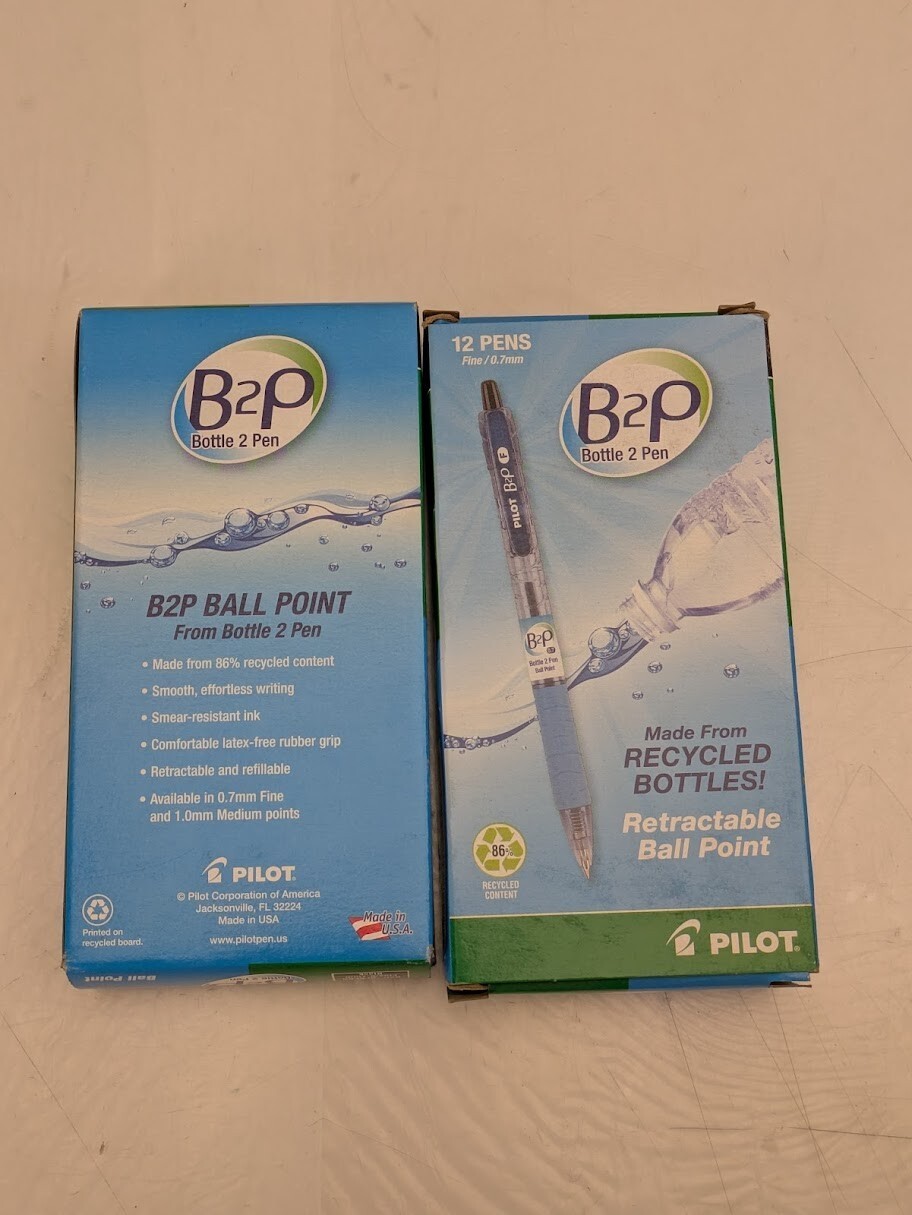 B2P
Bottle 2 Pen
B2P BALL POINT
From Bottle 2 Pen
• Made from 86% recycled content
• Smooth, effortless writing
• Smear-resistant ink
• Comfortable latex-free rubber grip
• Retractable and refillable
• Available in 0.7mm Fine
and 1.0mm Medium points
PILOT®
© Pilot Corporation of America
Jacksonville, FL 32224
Made in USA
www.pilotpen.us
Printed on
recycled board.
Made in
U.S.A.
Ball Point
12 PENS
Fine / 0.7mm
B2P
Bottle 2 Pen
PILOT B2P F
B2P
Bottle 2 Pen
Ball Point
Made From
RECYCLED
BOTTLES!
Retractable
Ball Point
86%
RECYCLED
CONTENT
PILOT®